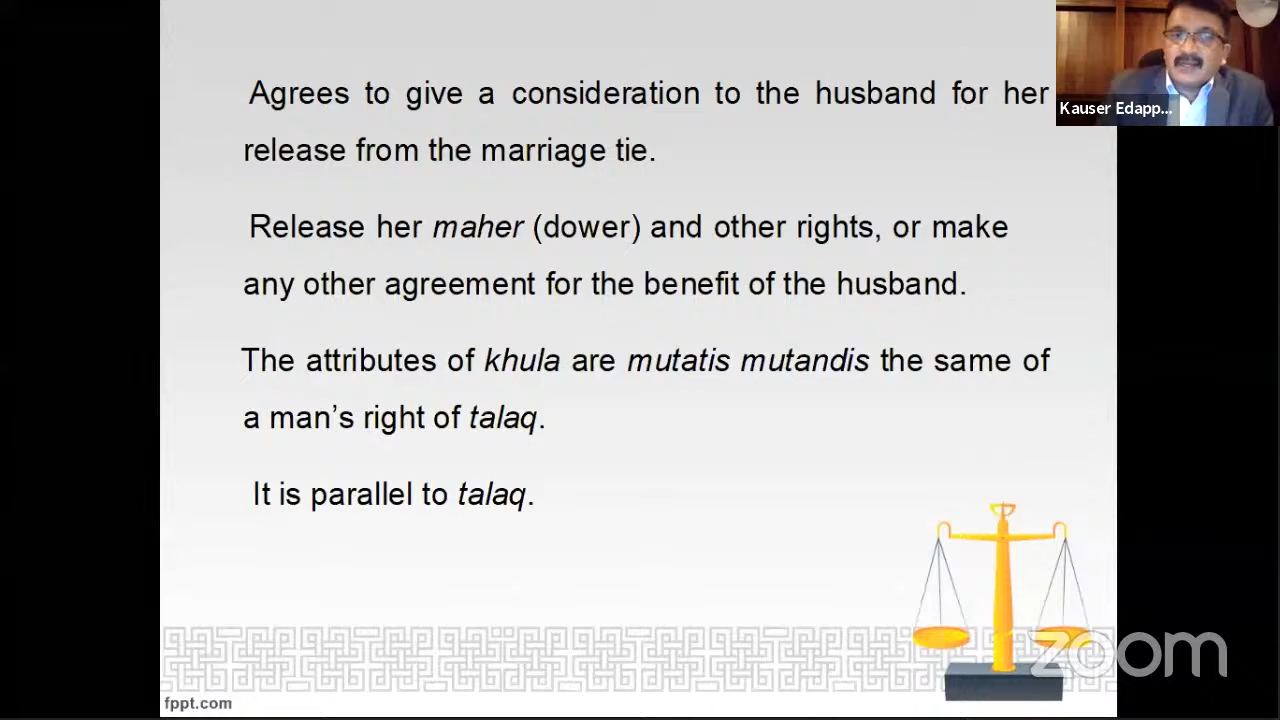 Agrees to give a consideration to the husband for her
release from the marriage tie.
Release her maher (dower) and other rights, or make
any other agreement for the benefit of the husband.
The attributes of khula are mutatis mutandis the same of
a man’s right of talaq.
It is parallel to talaq.
Kauser Edapp...
zoom
fppt.com